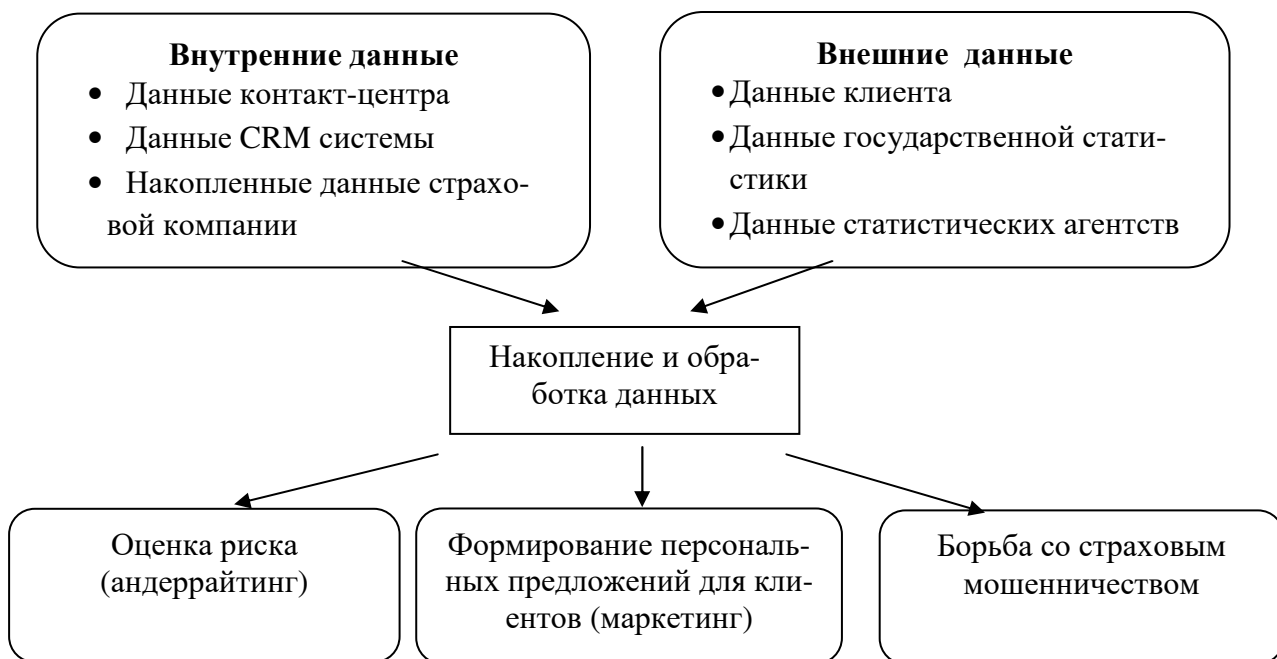 Внутренние данные
• Данные контакт-центра
• Данные CRM системы
• Накопленные данные страхо-
вой компании
Внешние данные
• Данные клиента
• Данные государственной стати-
стики
• Данные статистических агентств
Накопление и обра-
ботка данных
Оценка риска
(андеррайтинг)
Формирование персональ-
ных предложений для кли-
ентов (маркетинг)
Борьба со страховым
мошенничеством